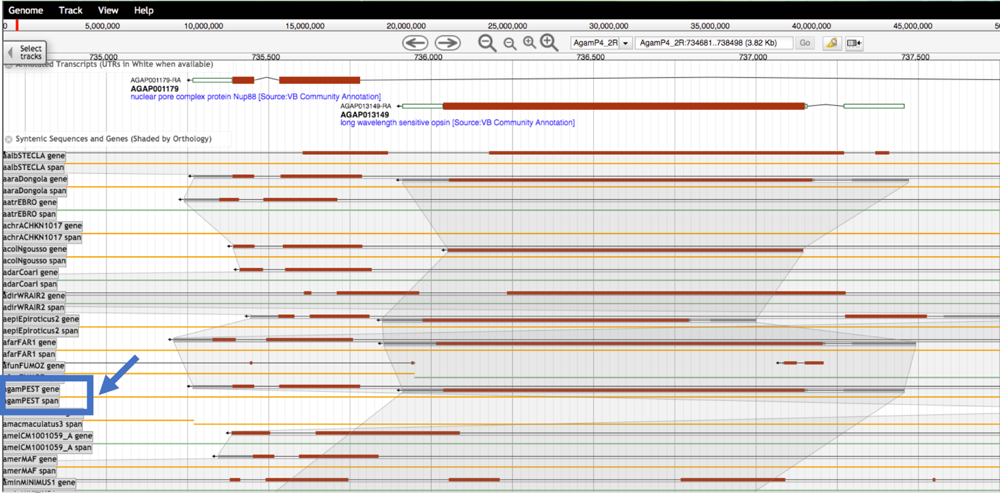 Genome Track View Help
0 5,000,000 10,000,000 15,000,000 20,000,000 25,000,000 30,000,000 35,000,000 40,000,000 45,000,000 50
Select tracks
AgamP4_2R AgamP4_2R:734681..738498 (3.82 Kb) Go
735,000 735,500 736,000 736,500 737,000 737,500
Annotated Transcripts (UTRs in White when available)
AGAP001179-RA
AGAP001179
nuclear pore complex protein Nup88 [Source:VB Community Annotation]
AGAP013149-RA
AGAP013149
long wavelength sensitive opsin [Source:VB Community Annotation]
Syntenic Sequences and Genes (Shaded by Orthology)
aalbSTECLA gene
aalbSTECLA span
aaraDongola gene
aaraDongola span
aatrEBRO gene
aatrEBRO span
achrACHKN1017 gene
achrACHKN1017 span
acolNgousso gene
acolNgousso span
adarCoari gene
adarCoari span
adirWRAIR2 gene
adirWRAIR2 span
aepiEpiroticus2 gene
aepiEpiroticus2 span
afarFAR1 gene
afarFAR1 span
afunFUMOZ gene
agamPEST gene
agamPEST span
amacmaculatus3 span
amelCM1001059_A gene
amelCM1001059_A span
amerMAF gene
amerMAF span
aminMINIMUS1 gene